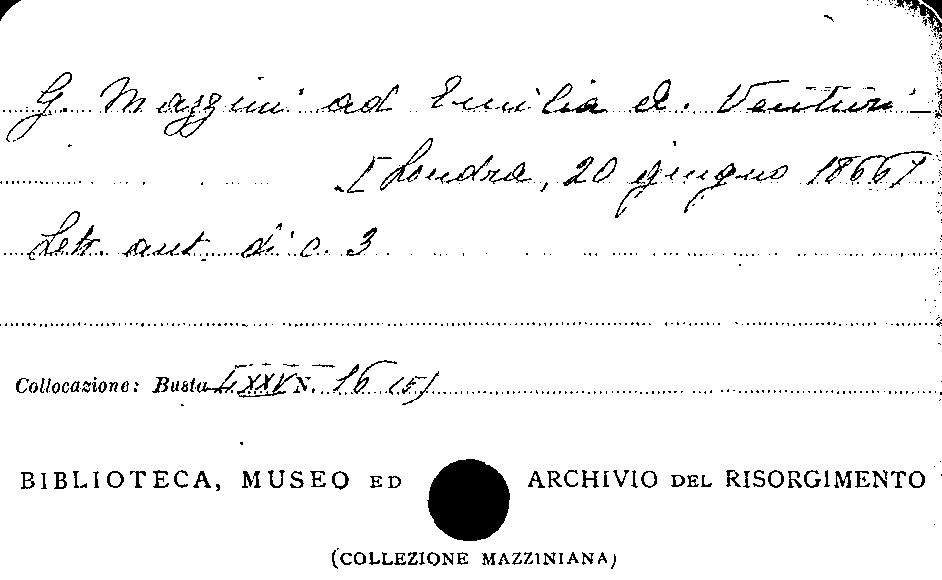 G. Mazzini ad Emilia A. Venturi
[Londra, 20 giugno 1866]
Lett. aut. di c. 3
Collocazione: Busta LXXV N. 16 (5)
BIBLIOTECA, MUSEO ED ARCHIVIO DEL RISORGIMENTO
(COLLEZIONE MAZZINIANA)